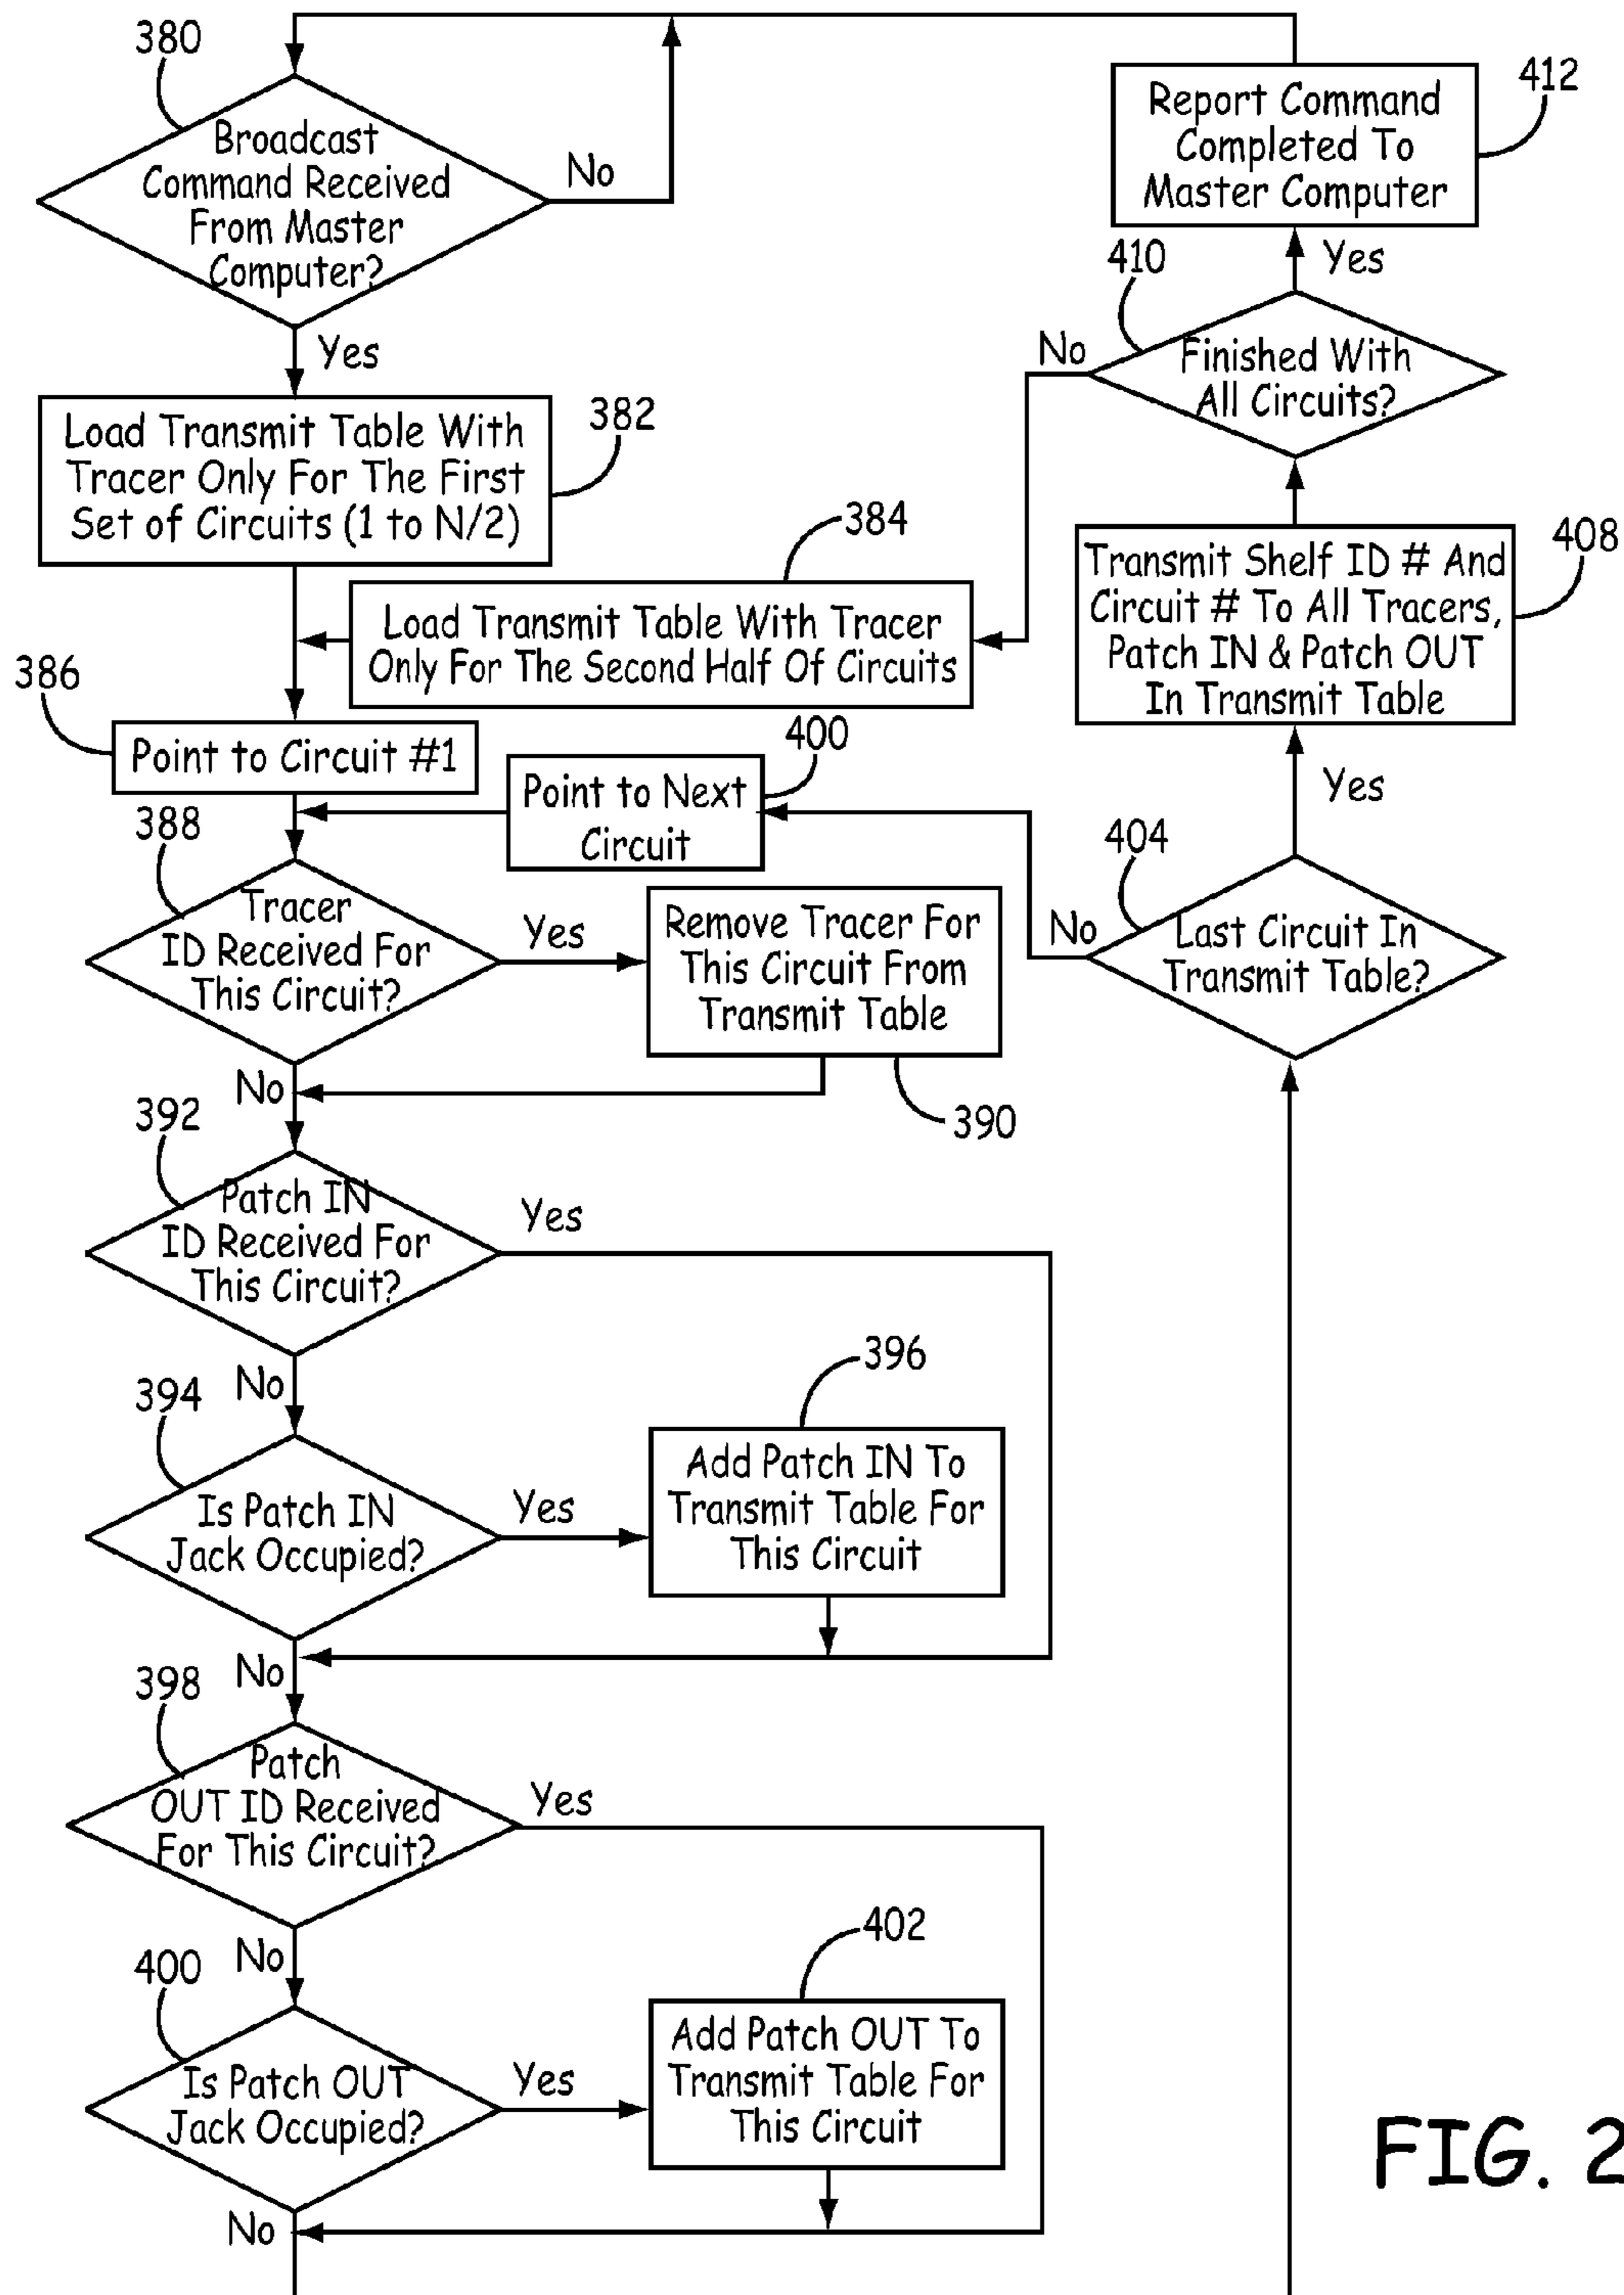 380
Broadcast
Command Received
From Master
Computer?
No
Yes
382
Load Transmit Table With
Tracer Only For The First
Set of Circuits (1 to N/2)
384
Load Transmit Table With Tracer
Only For The Second Half Of Circuits
386
Point to Circuit #1
400
Point to Next
Circuit
388
Tracer
ID Received For
This Circuit?
Yes
No
Remove Tracer For
This Circuit From
Transmit Table
390
392
Patch IN
ID Received For
This Circuit?
Yes
No
394
Is Patch IN
Jack Occupied?
Yes
No
396
Add Patch IN To
Transmit Table For
This Circuit
398
Patch
OUT ID Received
For This Circuit?
Yes
No
400
Is Patch OUT
Jack Occupied?
Yes
No
402
Add Patch OUT To
Transmit Table For
This Circuit
412
Report Command
Completed To
Master Computer
Yes
410
No
Finished With
All Circuits?
408
Transmit Shelf ID # And
Circuit # To All Tracers,
Patch IN & Patch OUT
In Transmit Table
Yes
404
No
Last Circuit In
Transmit Table?
FIG. 2